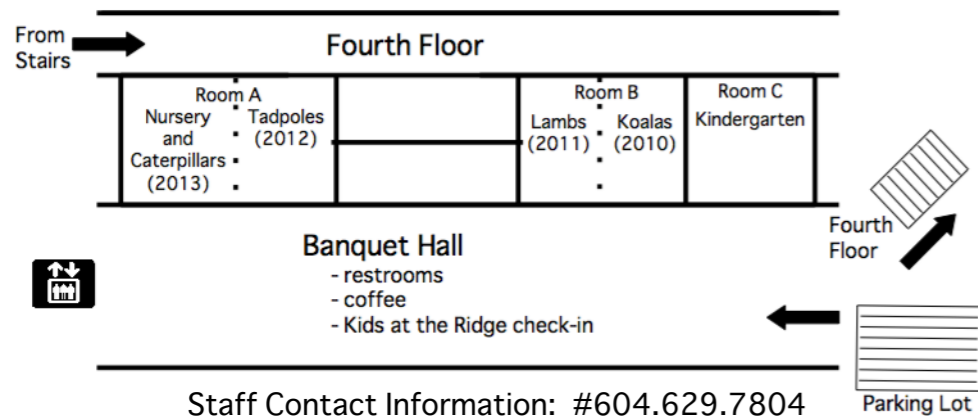 From
Stairs
Fourth Floor
Room A
Nursery
and
Caterpillars
(2013)
Tadpoles
(2012)
Room B
Lambs
(2011)
Koalas
(2010)
Room C
Kindergarten
Fourth
Floor
Banquet Hall
- restrooms
- coffee
- Kids at the Ridge check-in
Parking Lot
Staff Contact Information: #604.629.7804